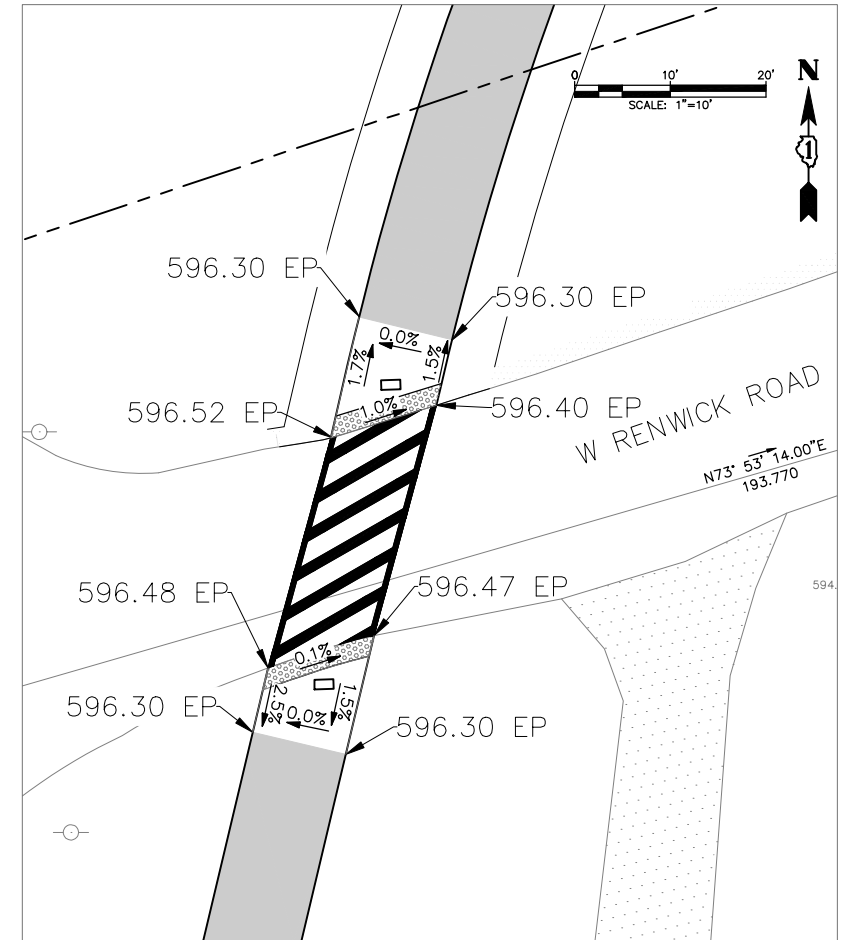 0 10' 20'
SCALE: 1"=10'
N
1
596.30 EP
596.30 EP
0.0%
1.7%
1.5%
1.0%
596.52 EP
596.40 EP
W RENWICK ROAD
N73° 53' 14.00"E
193.770
596.48 EP
596.47 EP
594.
0.1%
2.5%
1.5%
0.0%
596.30 EP
596.30 EP